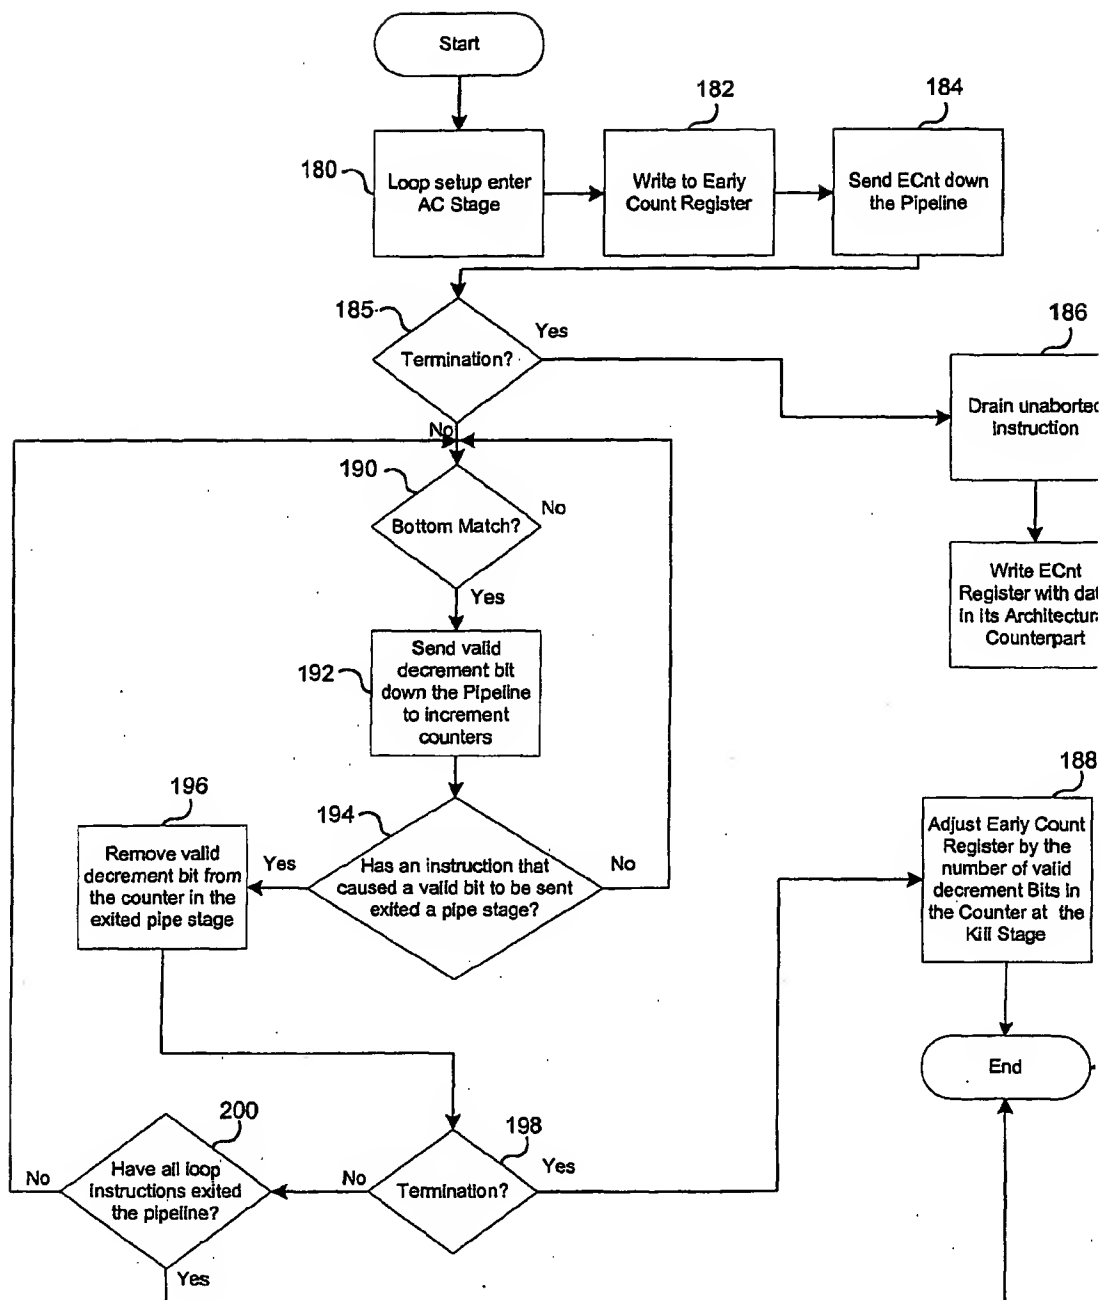 Start
180
Loop setup enter
AC Stage
182
Write to Early
Count Register
184
Send ECnt down
the Pipeline
185
Termination?
Yes
No
186
Drain unaborted
instruction
Write ECnt
Register with
in its
Counterpart
190
Bottom Match?
No
Yes
192
Send valid
decrement bit
down the Pipeline
to increment
counters
194
Has an instruction that
caused a valid bit to be sent
exited a pipe stage?
Yes
No
196
Remove valid
decrement bit from
the counter in the
exited pipe stage
188
Adjust Early Count
Register by the
number of valid
decrement Bits in
the Counter at the
Kill Stage
End
198
Termination?
Yes
No
200
Have all loop
instructions exited
the pipeline?
No
Yes